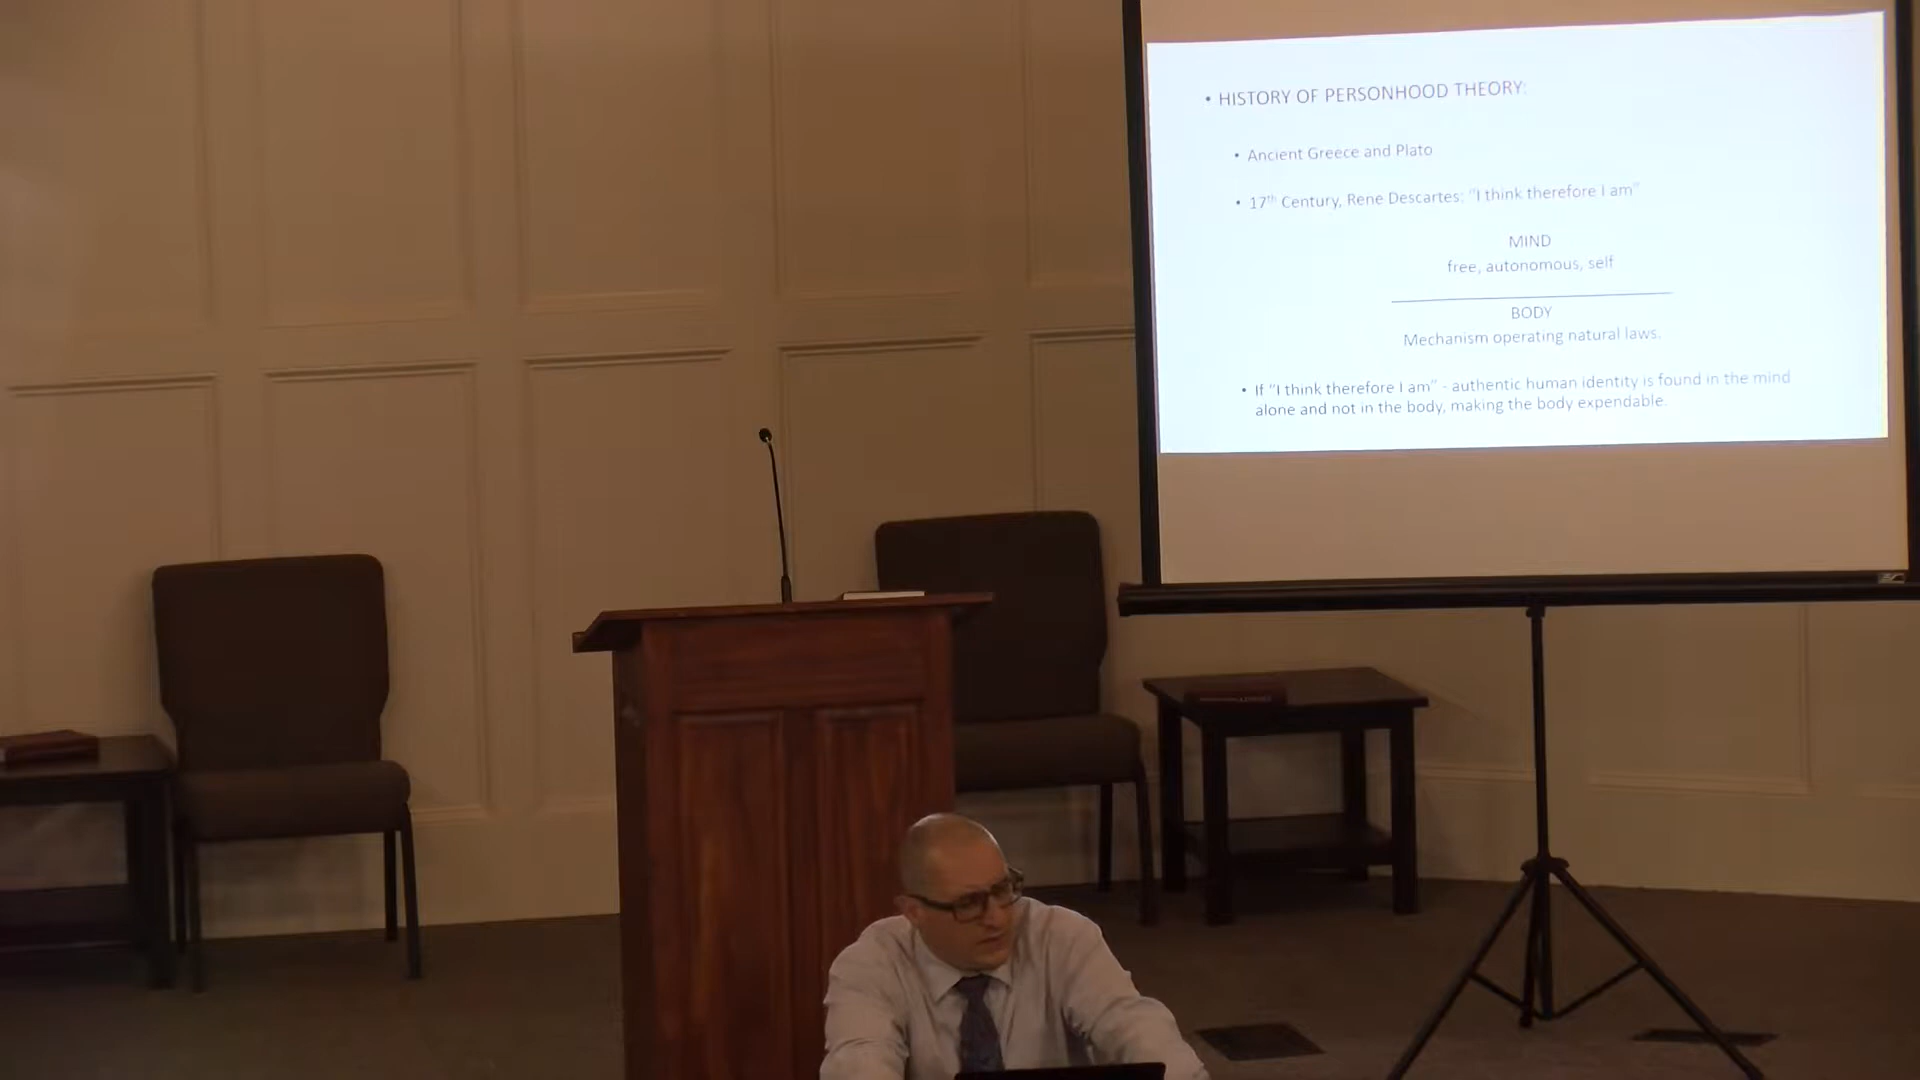 • HISTORY OF PERSONHOOD THEORY:
• Ancient Greece and Plato
• 17th Century, Rene Descartes: "I think therefore I am"
MIND
free, autonomous, self
BODY
Mechanism operating natural laws.
• If "I think therefore I am" - authentic human identity is found in the mind
alone and not in the body, making the body expendable.